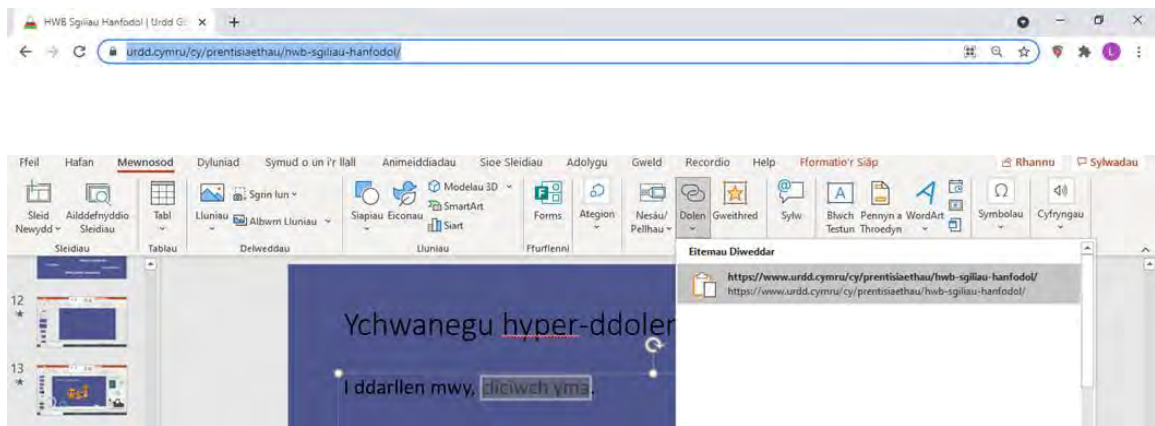 HWB Sgiliau Hanfodol | Urdd G
urdd.cymru/cy/prentisiaethau/hwb-sgiliau-hanfodol/
L
Ffeil Hafan Mewnosod Dyluniad Symud o un i'r llall Animeiddiadau Sioe Sleidiau Adolygu Gweld Recordio Help Fformatio'r Siâp Rhannu Sylwadau
Sleid Newydd
Ailddefnyddio Sleidiau
Tabl
Lluniau
Sgrin lun
Albwm Lluniau
Siapiau
Eiconau
Modelau 3D
SmartArt
Siart
Forms
Ategion
Nesáu/ Pellhau
Dolen
Gweithred
Sylw
Blwch Testun
Pennyn a Throedyn
WordArt
Symbolau
Cyfryngau
Sleidiau Tablau Delweddau Lluniau Ffurflenni
Eitemau Diweddar
https://www.urdd.cymru/cy/prentisiaethau/hwb-sgiliau-hanfodol/
https://www.urdd.cymru/cy/prentisiaethau/hwb-sgiliau-hanfodol/
12
13
Ychwanegu hyper-ddolen
I ddarllen mwy, cliciwch yma.